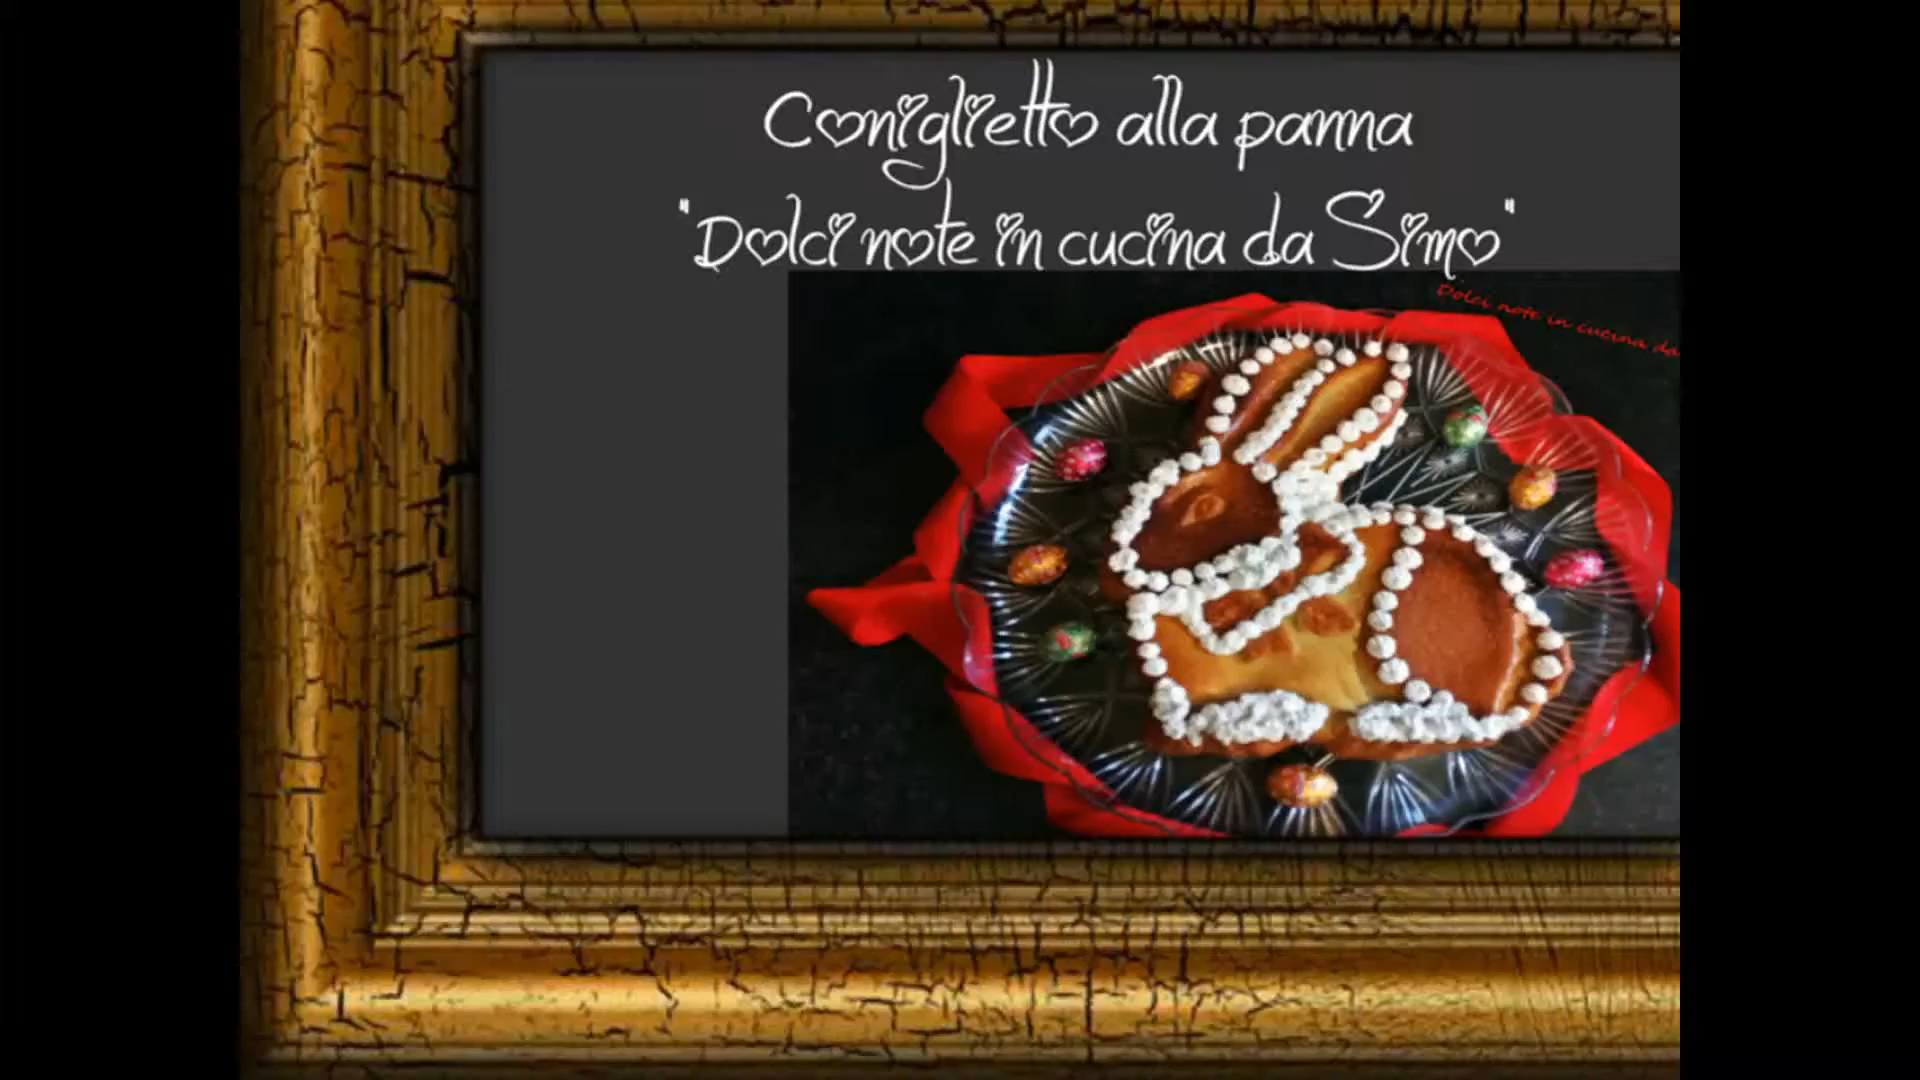 Coniglietto alla panna
"Dolci note in cucina da Simo"
Dolci note in cucina da